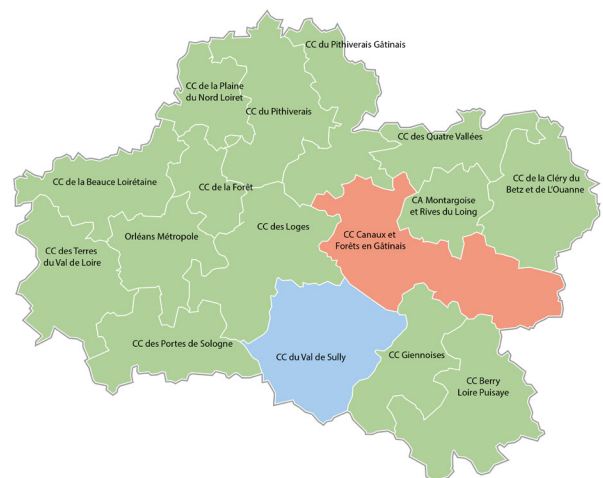 CC du Pithiverais Gâtinais
CC de la Plaine
du Nord Loiret
CC du Pithiverais
CC des Quatre Vallées
CC de la Cléry du
Betz et de L'Ouanne
CC de la Beauce Loirétaine
CC de la Forêt
CA Montargoise
et Rives du Loing
CC des Loges
Orléans Métropole
CC Canaux et
Forêts en Gâtinais
CC des Terres
du Val de Loire
CC des Portes de Sologne
CC du Val de Sully
CC Giennoises
CC Berry
Loire Puisaye